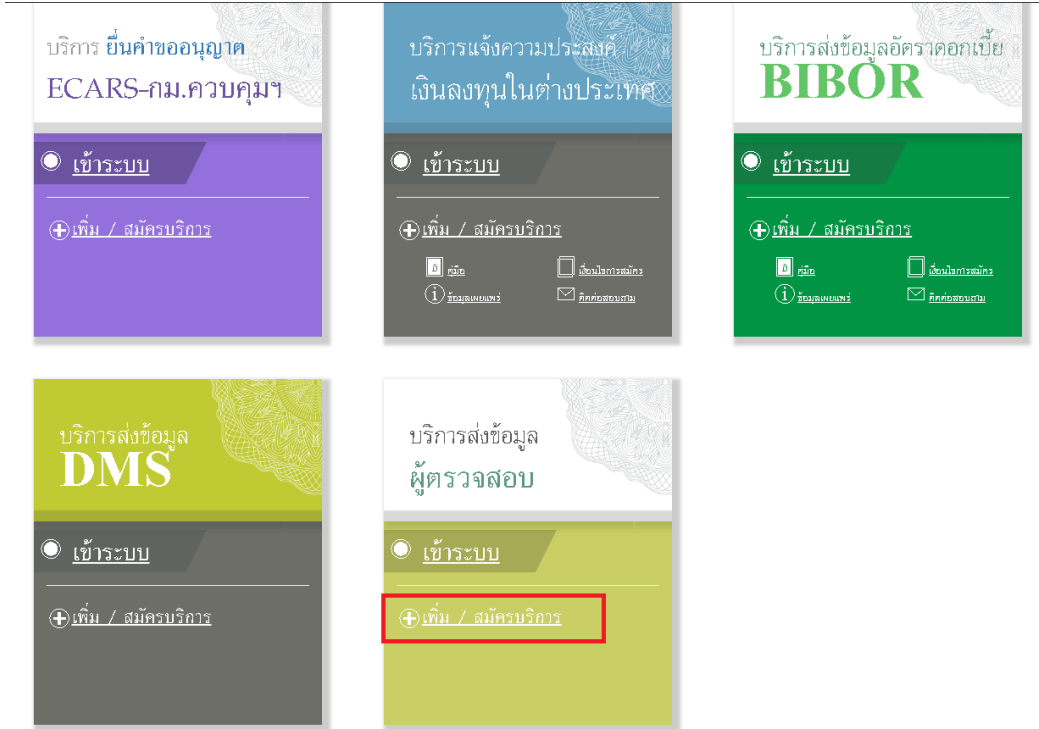 บริการ ยื่นคำขออนุญาต
ECARS-กม.ควบคุมฯ
เข้าระบบ
เพิ่ม / สมัครบริการ
บริการแจ้งความประสงค์
เงินลงทุนในต่างประเทศ
เข้าระบบ
เพิ่ม / สมัครบริการ
คู่มือ
เงื่อนไขการสมัคร
ข้อมูลเผยแพร่
ติดต่อสอบถาม
บริการส่งข้อมูลอัตราดอกเบี้ย
BIBOR
เข้าระบบ
เพิ่ม / สมัครบริการ
คู่มือ
เงื่อนไขการสมัคร
ข้อมูลเผยแพร่
ติดต่อสอบถาม
บริการส่งข้อมูล
DMS
เข้าระบบ
เพิ่ม / สมัครบริการ
บริการส่งข้อมูล
ผู้ตรวจสอบ
เข้าระบบ
เพิ่ม / สมัครบริการ